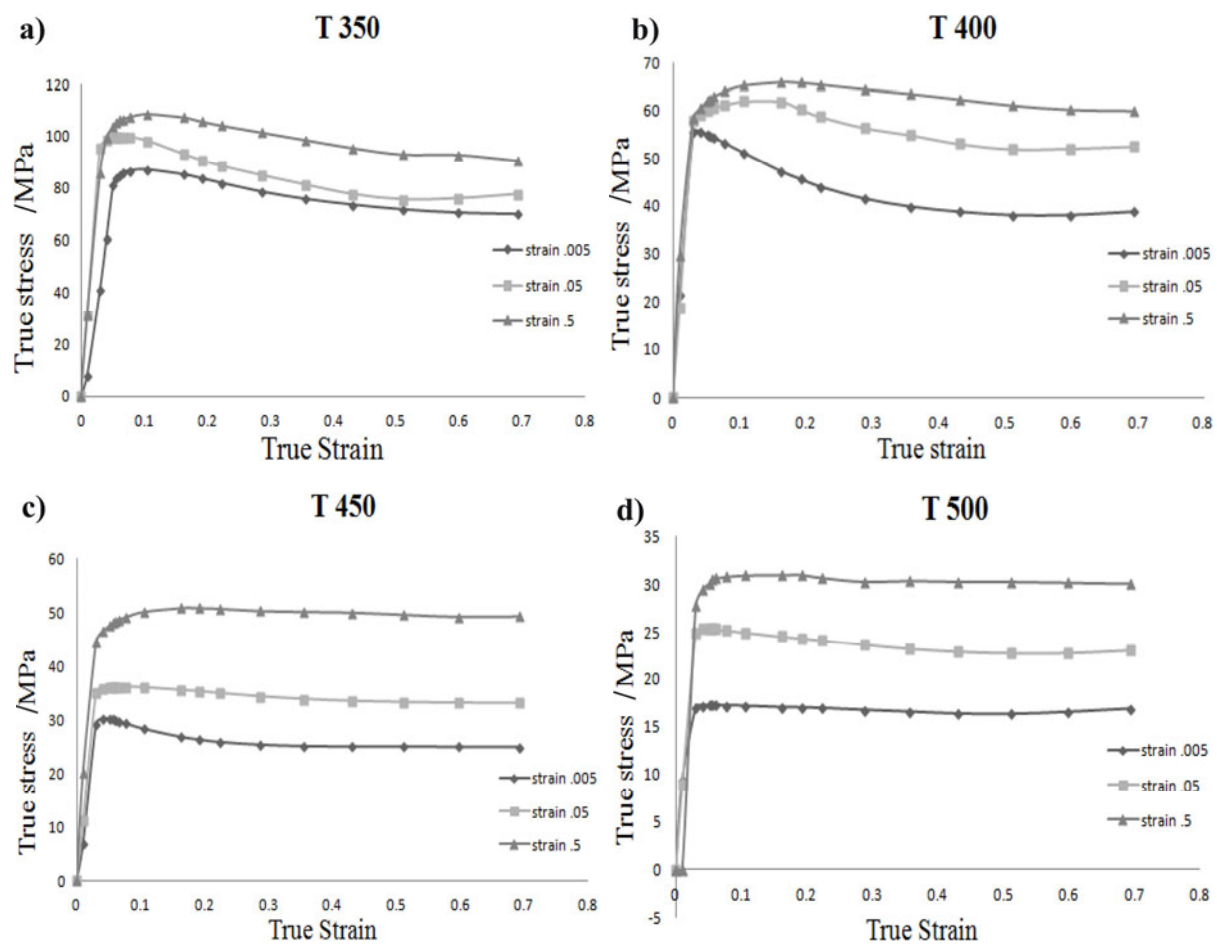 a)
T 350
True stress /MPa
120
100
80
60
40
20
0
0 0.1 0.2 0.3 0.4 0.5 0.6 0.7 0.8
True Strain
strain .005
strain .05
strain .5
b)
T 400
True stress /MPa
70
60
50
40
30
20
10
0
0 0.1 0.2 0.3 0.4 0.5 0.6 0.7 0.8
True strain
strain .005
strain .05
strain .5
c)
T 450
True stress /MPa
60
50
40
30
20
10
0
0 0.1 0.2 0.3 0.4 0.5 0.6 0.7 0.8
True Strain
strain .005
strain .05
strain .5
d)
T 500
True stress /MPa
35
30
25
20
15
10
5
0
-5
0 0.1 0.2 0.3 0.4 0.5 0.6 0.7 0.8
True Strain
strain .005
strain .05
strain .5